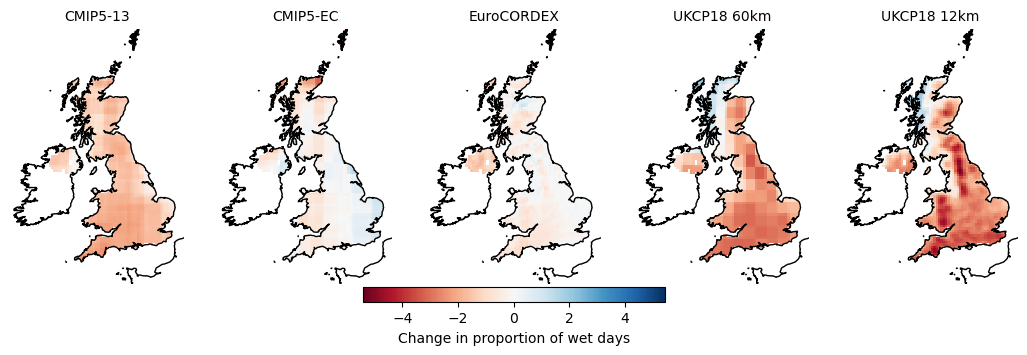 CMIP5-13 CMIP5-EC EuroCORDEX UKCP18 60km UKCP18 12km
−4 −2 0 2 4
Change in proportion of wet days